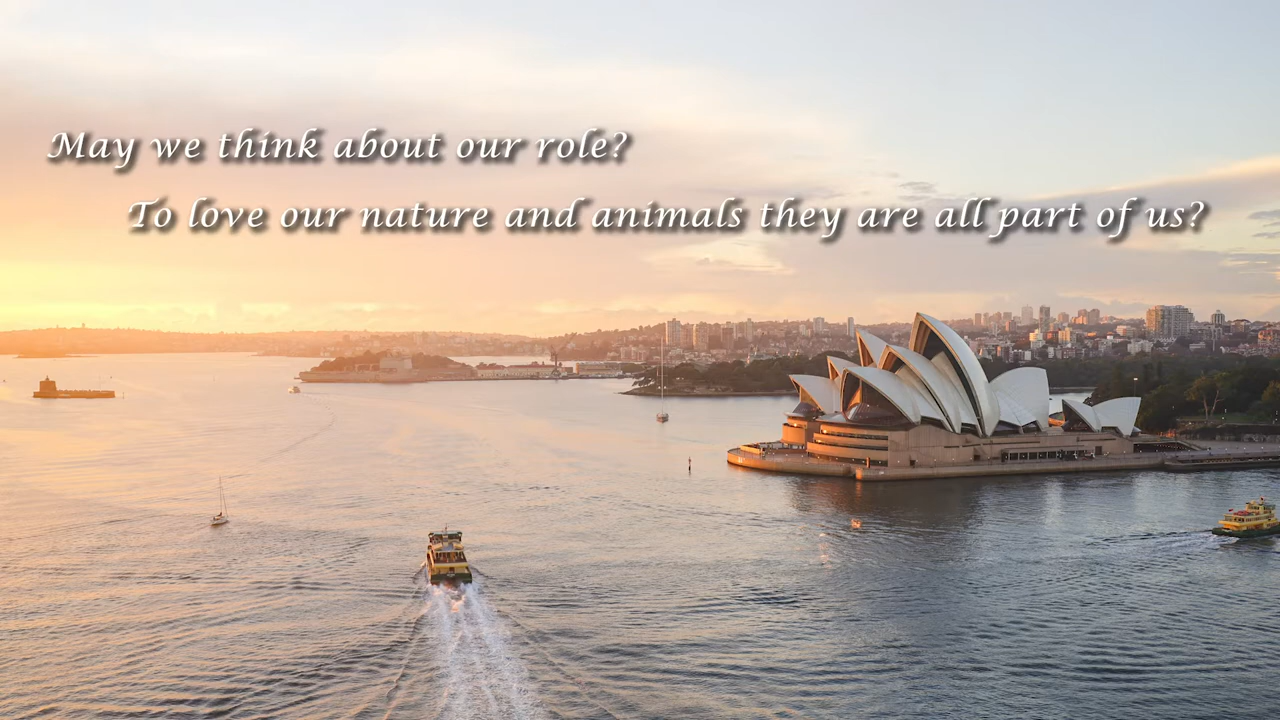 May we think about our role?
To love our nature and animals they are all part of us?